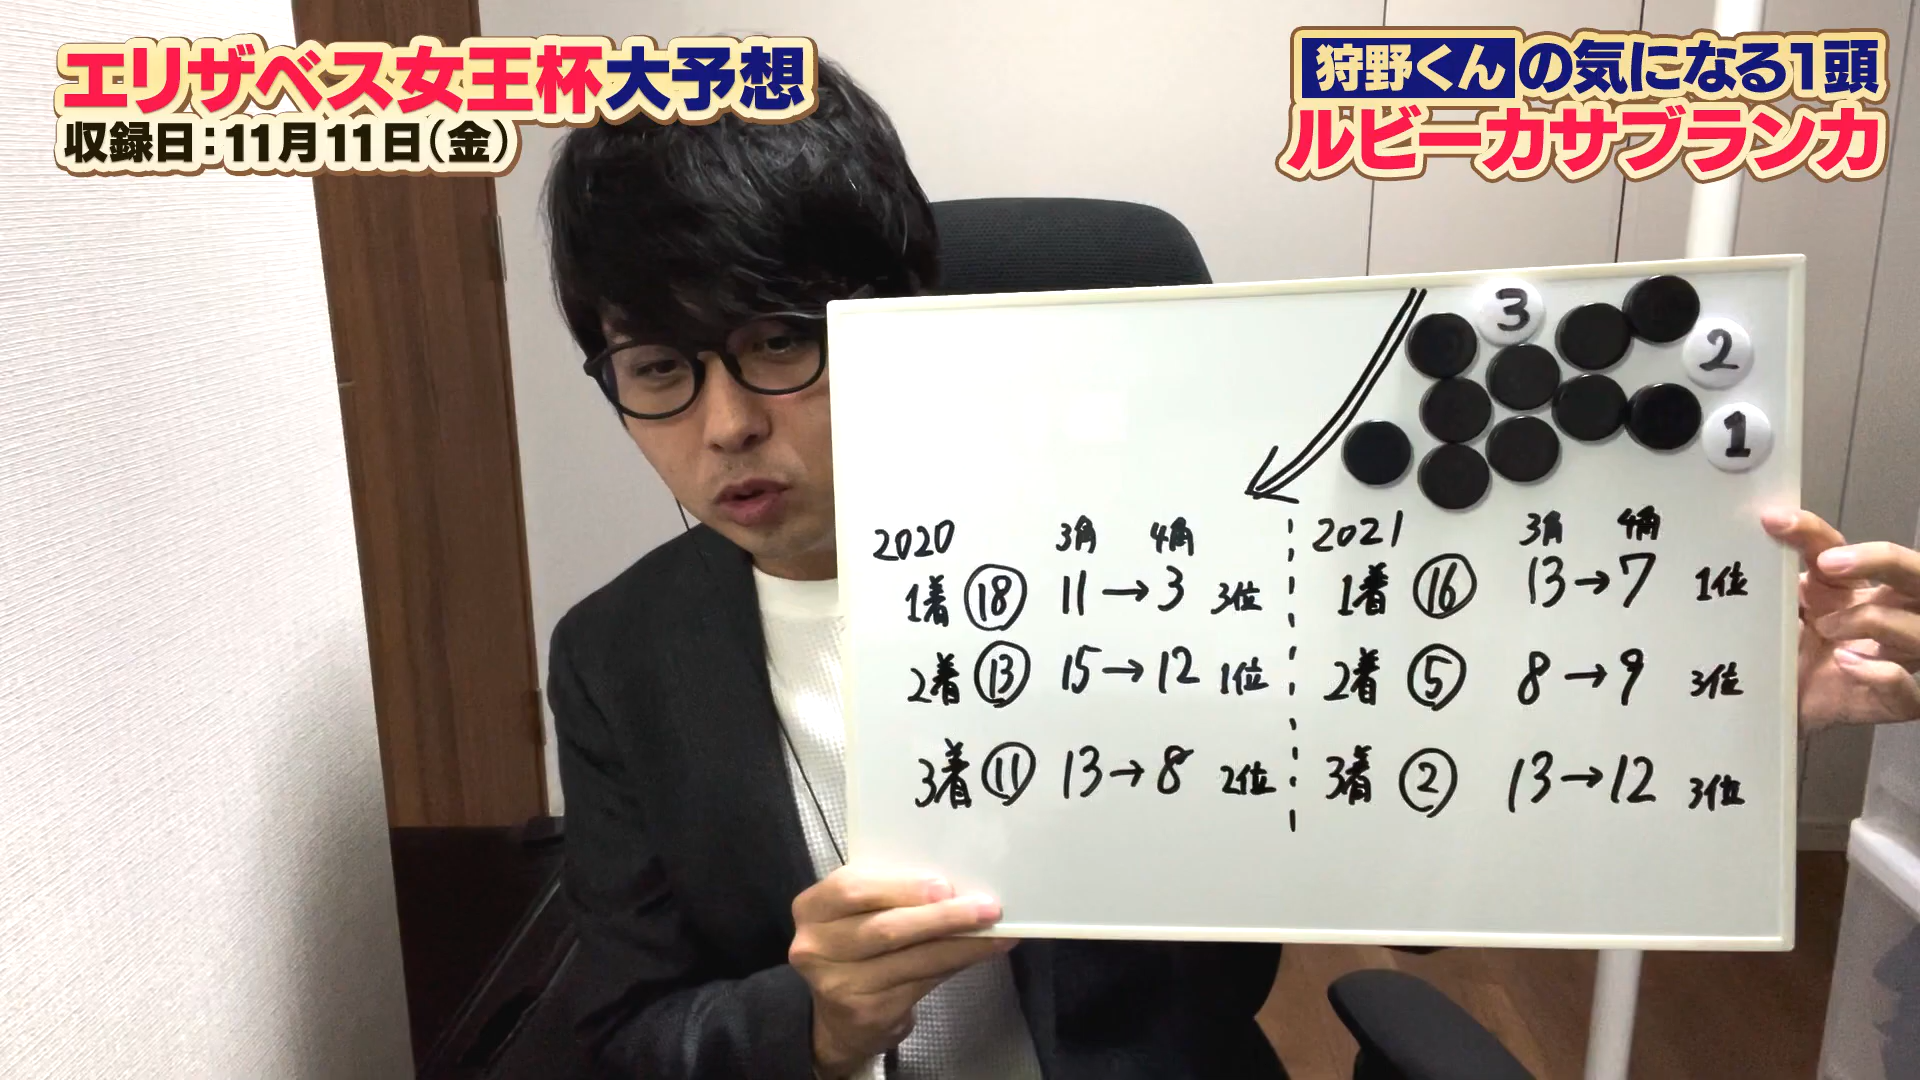 エリザベス女王杯大予想
収録日:11月11日(金)
狩野くんの気になる1頭
ルビーカサブランカ
3
2
1
2020 3角 4角
1着 ⑱ 11→3 3位
2着 ⑬ 15→12 1位
3着 ⑪ 13→8 2位
2021 3角 4角
1着 ⑯ 13→7 1位
2着 ⑤ 8→9 3位
3着 ② 13→12 3位